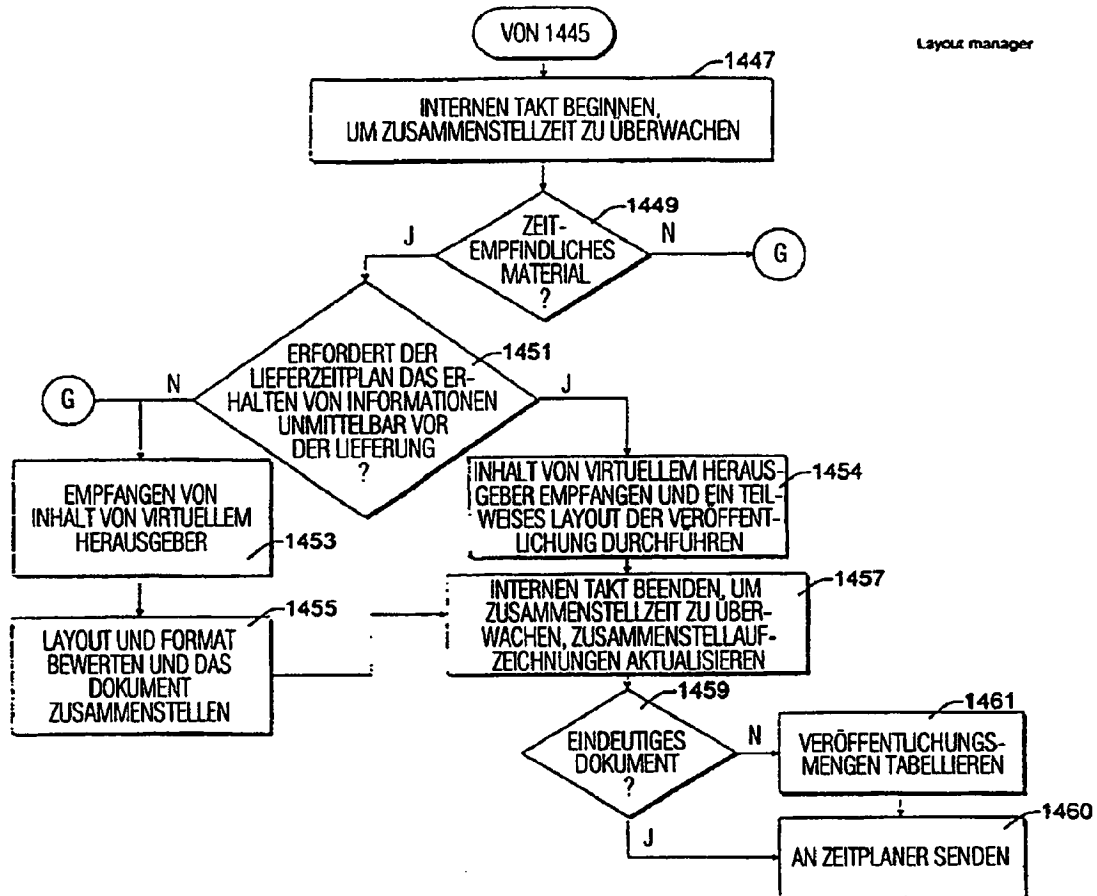 VON 1445
Layout manager
1447
INTERNEN TAKT BEGINNEN,
UM ZUSAMMENSTELLZEIT ZU ÜBERWACHEN
1449
ZEIT-
EMPFINDLICHES
MATERIAL
?
J
N
G
1451
ERFORDERT DER
LIEFERZEITPLAN DAS ER-
HALTEN VON INFORMATIONEN
UNMITTELBAR VOR
DER LIEFERUNG
?
N
J
G
EMPFANGEN VON
INHALT VON VIRTUELLEM
HERAUSGEBER
1453
1454
INHALT VON VIRTUELLEM HERAUS-
GEBER EMPFANGEN UND EIN TEIL-
WEISES LAYOUT DER VERÖFFENT-
LICHUNG DURCHFÜHREN
1455
LAYOUT UND FORMAT
BEWERTEN UND DAS
DOKUMENT
ZUSAMMENSTELLEN
1457
INTERNEN TAKT BEENDEN, UM
ZUSAMMENSTELLZEIT ZU ÜBER-
WACHEN, ZUSAMMENSTELLAUF-
ZEICHNUNGEN AKTUALISIEREN
1459
EINDEUTIGES
DOKUMENT
?
N
J
1461
VERÖFFENTLICHUNGS-
MENGEN TABELLIEREN
1460
AN ZEITPLANER SENDEN